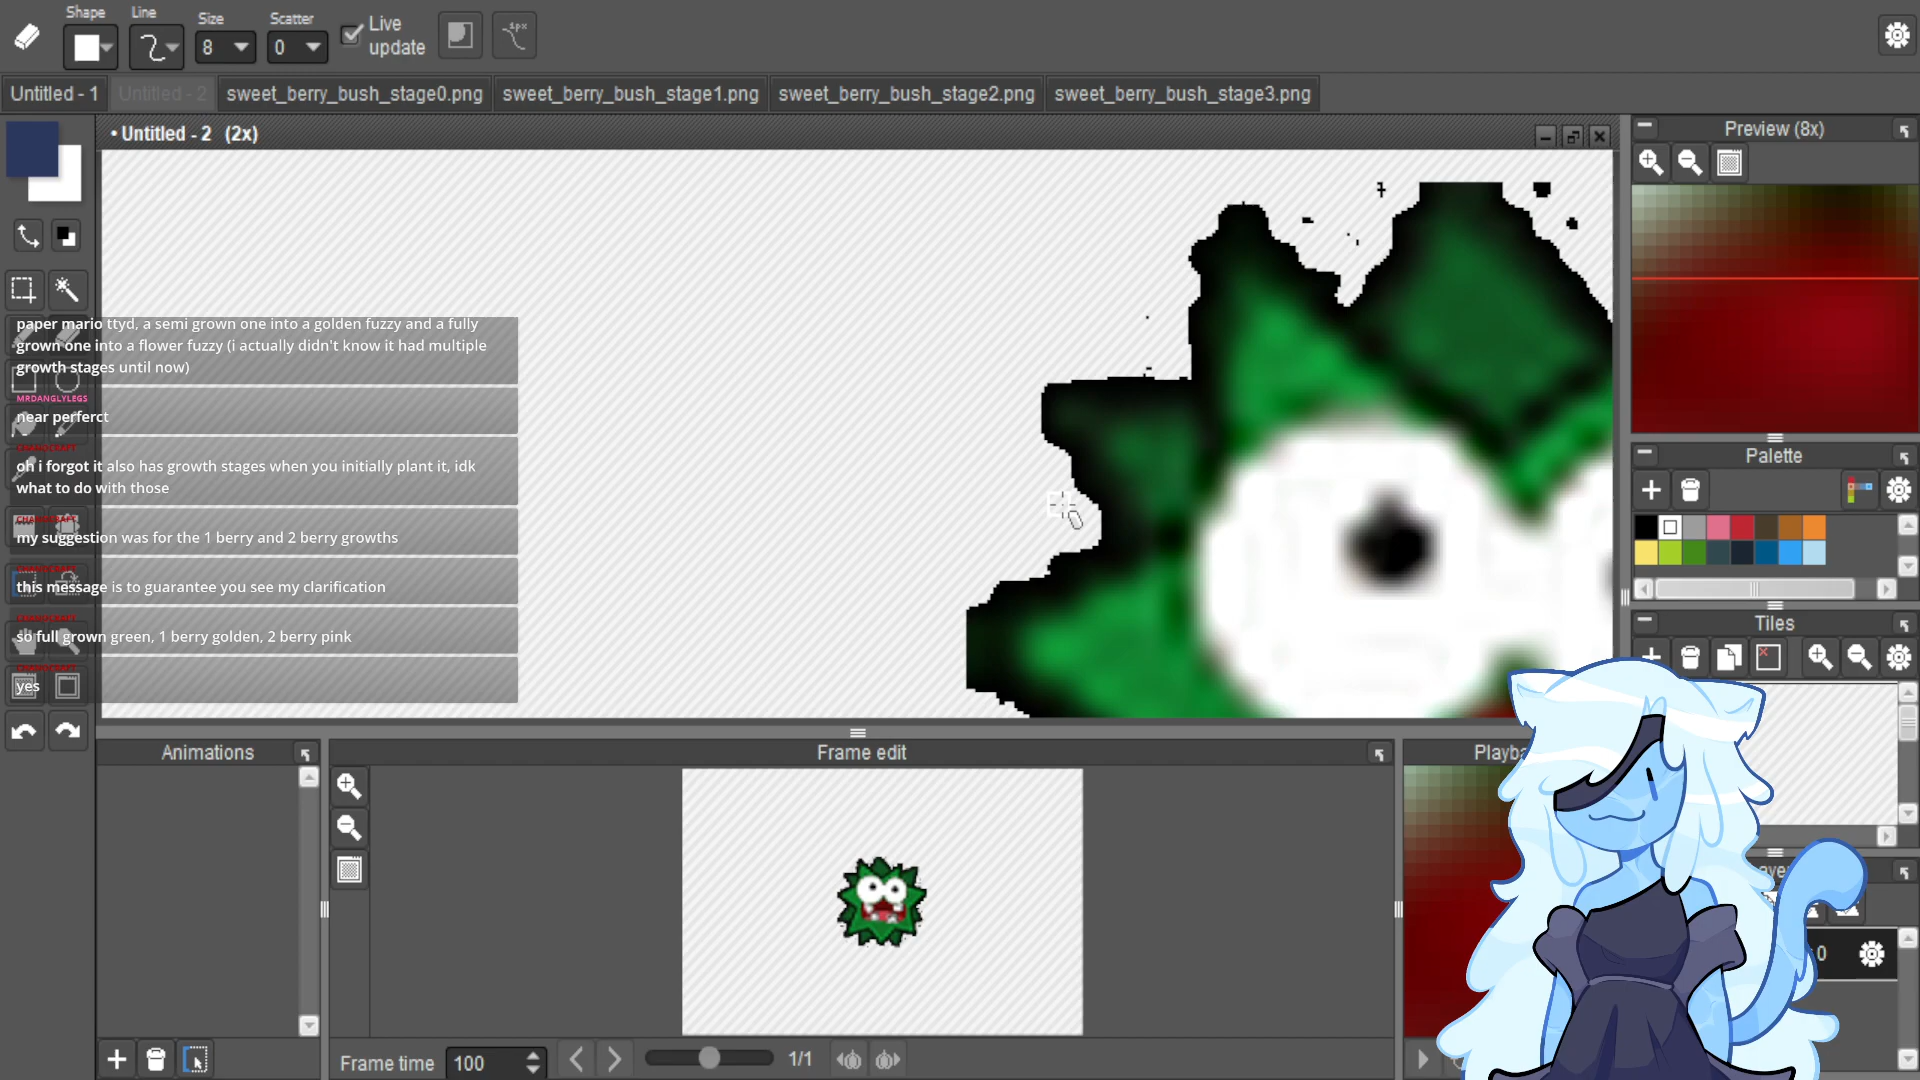 Shape
Line
Size
Scatter
Live
update
8
0
1px
Untitled - 1
Untitled - 2
sweet_berry_bush_stage0.png
sweet_berry_bush_stage1.png
sweet_berry_bush_stage2.png
sweet_berry_bush_stage3.png
• Untitled - 2 (2x)
Preview (8x)
paper mario ttyd, a semi grown one into a golden fuzzy and a fully
grown one into a flower fuzzy (i actually didn't know it had multiple
growth stages until now)
MRDANGLYLEGS
near perferct
oh i forgot it also has growth stages when you initially plant it, idk
what to do with those
my suggestion was for the 1 berry and 2 berry growths
this message is to guarantee you see my clarification
so full grown green, 1 berry golden, 2 berry pink
yes
Palette
Tiles
Animations
Frame edit
Playba
0
Frame time
100
1/1